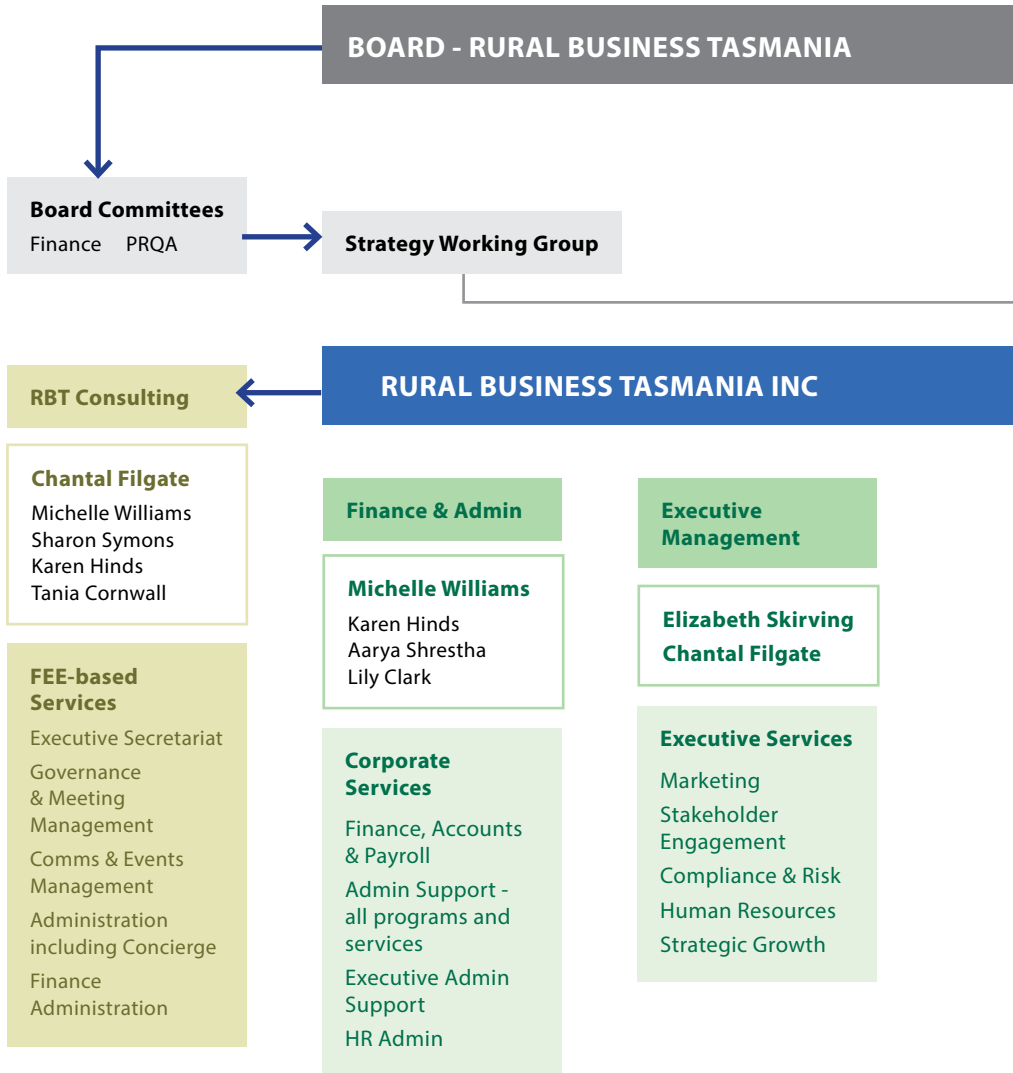 BOARD - RURAL BUSINESS TASMANIA
Board Committees
Finance PRQA
Strategy Working Group
RURAL BUSINESS TASMANIA INC
RBT Consulting
Chantal Filgate
Michelle Williams
Sharon Symons
Karen Hinds
Tania Cornwall
FEE-based
Services
Executive Secretariat
Governance
& Meeting
Management
Comms & Events
Management
Administration
including Concierge
Finance
Administration
Finance & Admin
Michelle Williams
Karen Hinds
Aarya Shrestha
Lily Clark
Corporate
Services
Finance, Accounts
& Payroll
Admin Support -
all programs and
services
Executive Admin
Support
HR Admin
Executive
Management
Elizabeth Skirving
Chantal Filgate
Executive Services
Marketing
Stakeholder
Engagement
Compliance & Risk
Human Resources
Strategic Growth